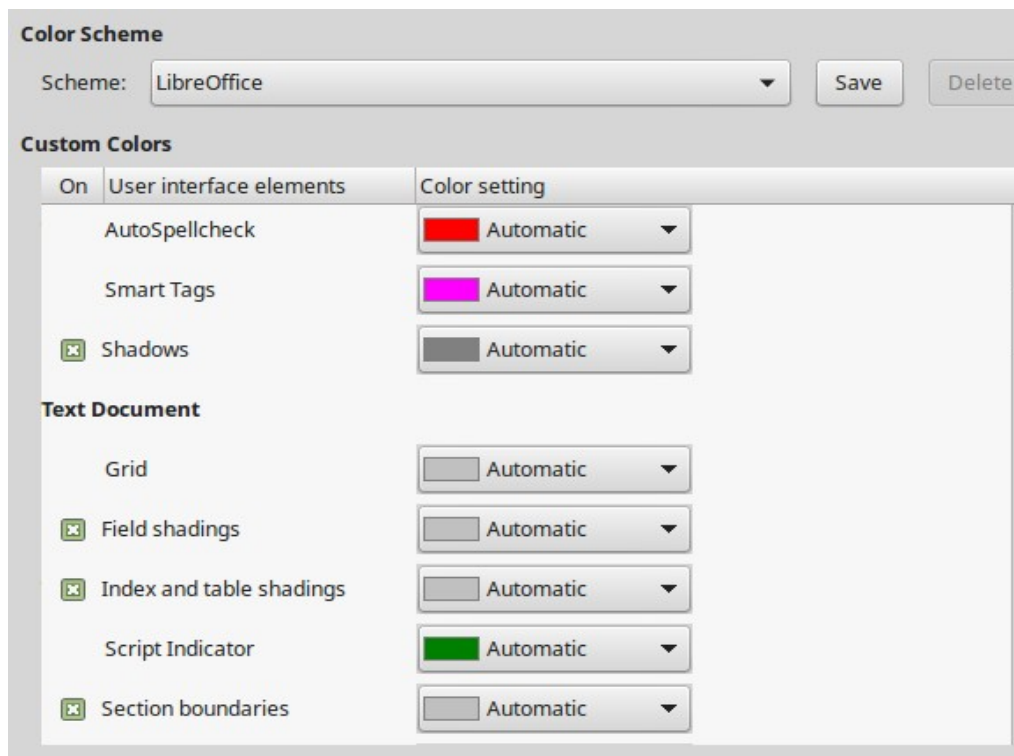 Color Scheme
Scheme: LibreOffice Save Delete
Custom Colors
On User interface elements Color setting
AutoSpellcheck Automatic
Smart Tags Automatic
Shadows Automatic
Text Document
Grid Automatic
Field shadings Automatic
Index and table shadings Automatic
Script Indicator Automatic
Section boundaries Automatic